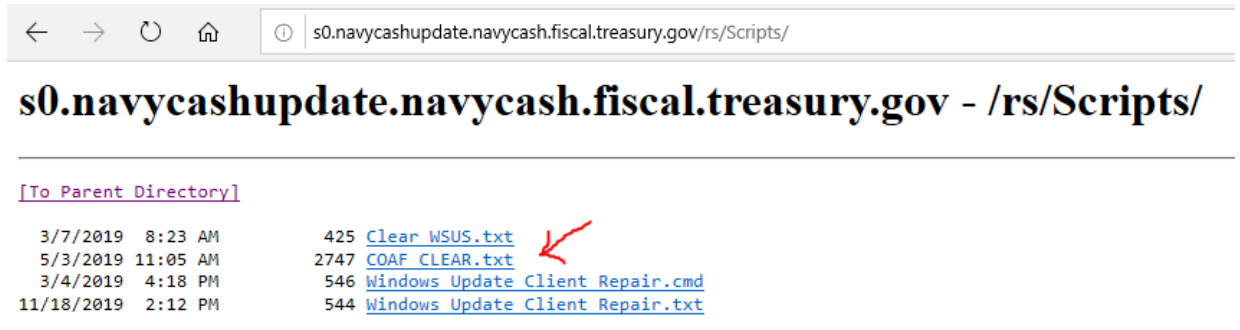 s0.navycashupdate.navycash.fiscal.treasury.gov/rs/Scripts/
s0.navycashupdate.navycash.fiscal.treasury.gov - /rs/Scripts/
[To Parent Directory]
3/7/2019 8:23 AM 425 Clear WSUS.txt
5/3/2019 11:05 AM 2747 COAF CLEAR.txt
3/4/2019 4:18 PM 546 Windows Update Client Repair.cmd
11/18/2019 2:12 PM 544 Windows Update Client Repair.txt